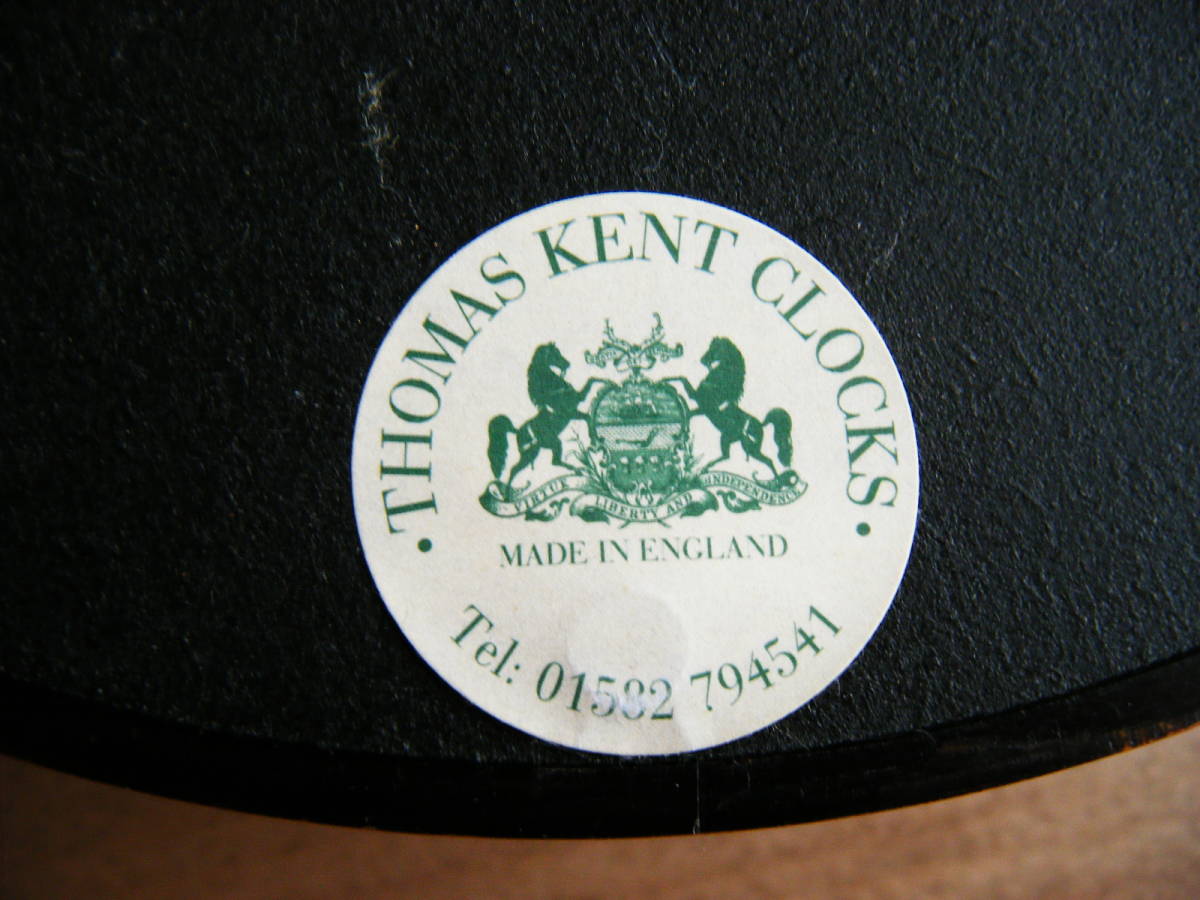 • THOMAS KENT CLOCKS •
VIRTUE LIBERTY AND INDEPENDENCE
MADE IN ENGLAND
Tel: 01582 794541